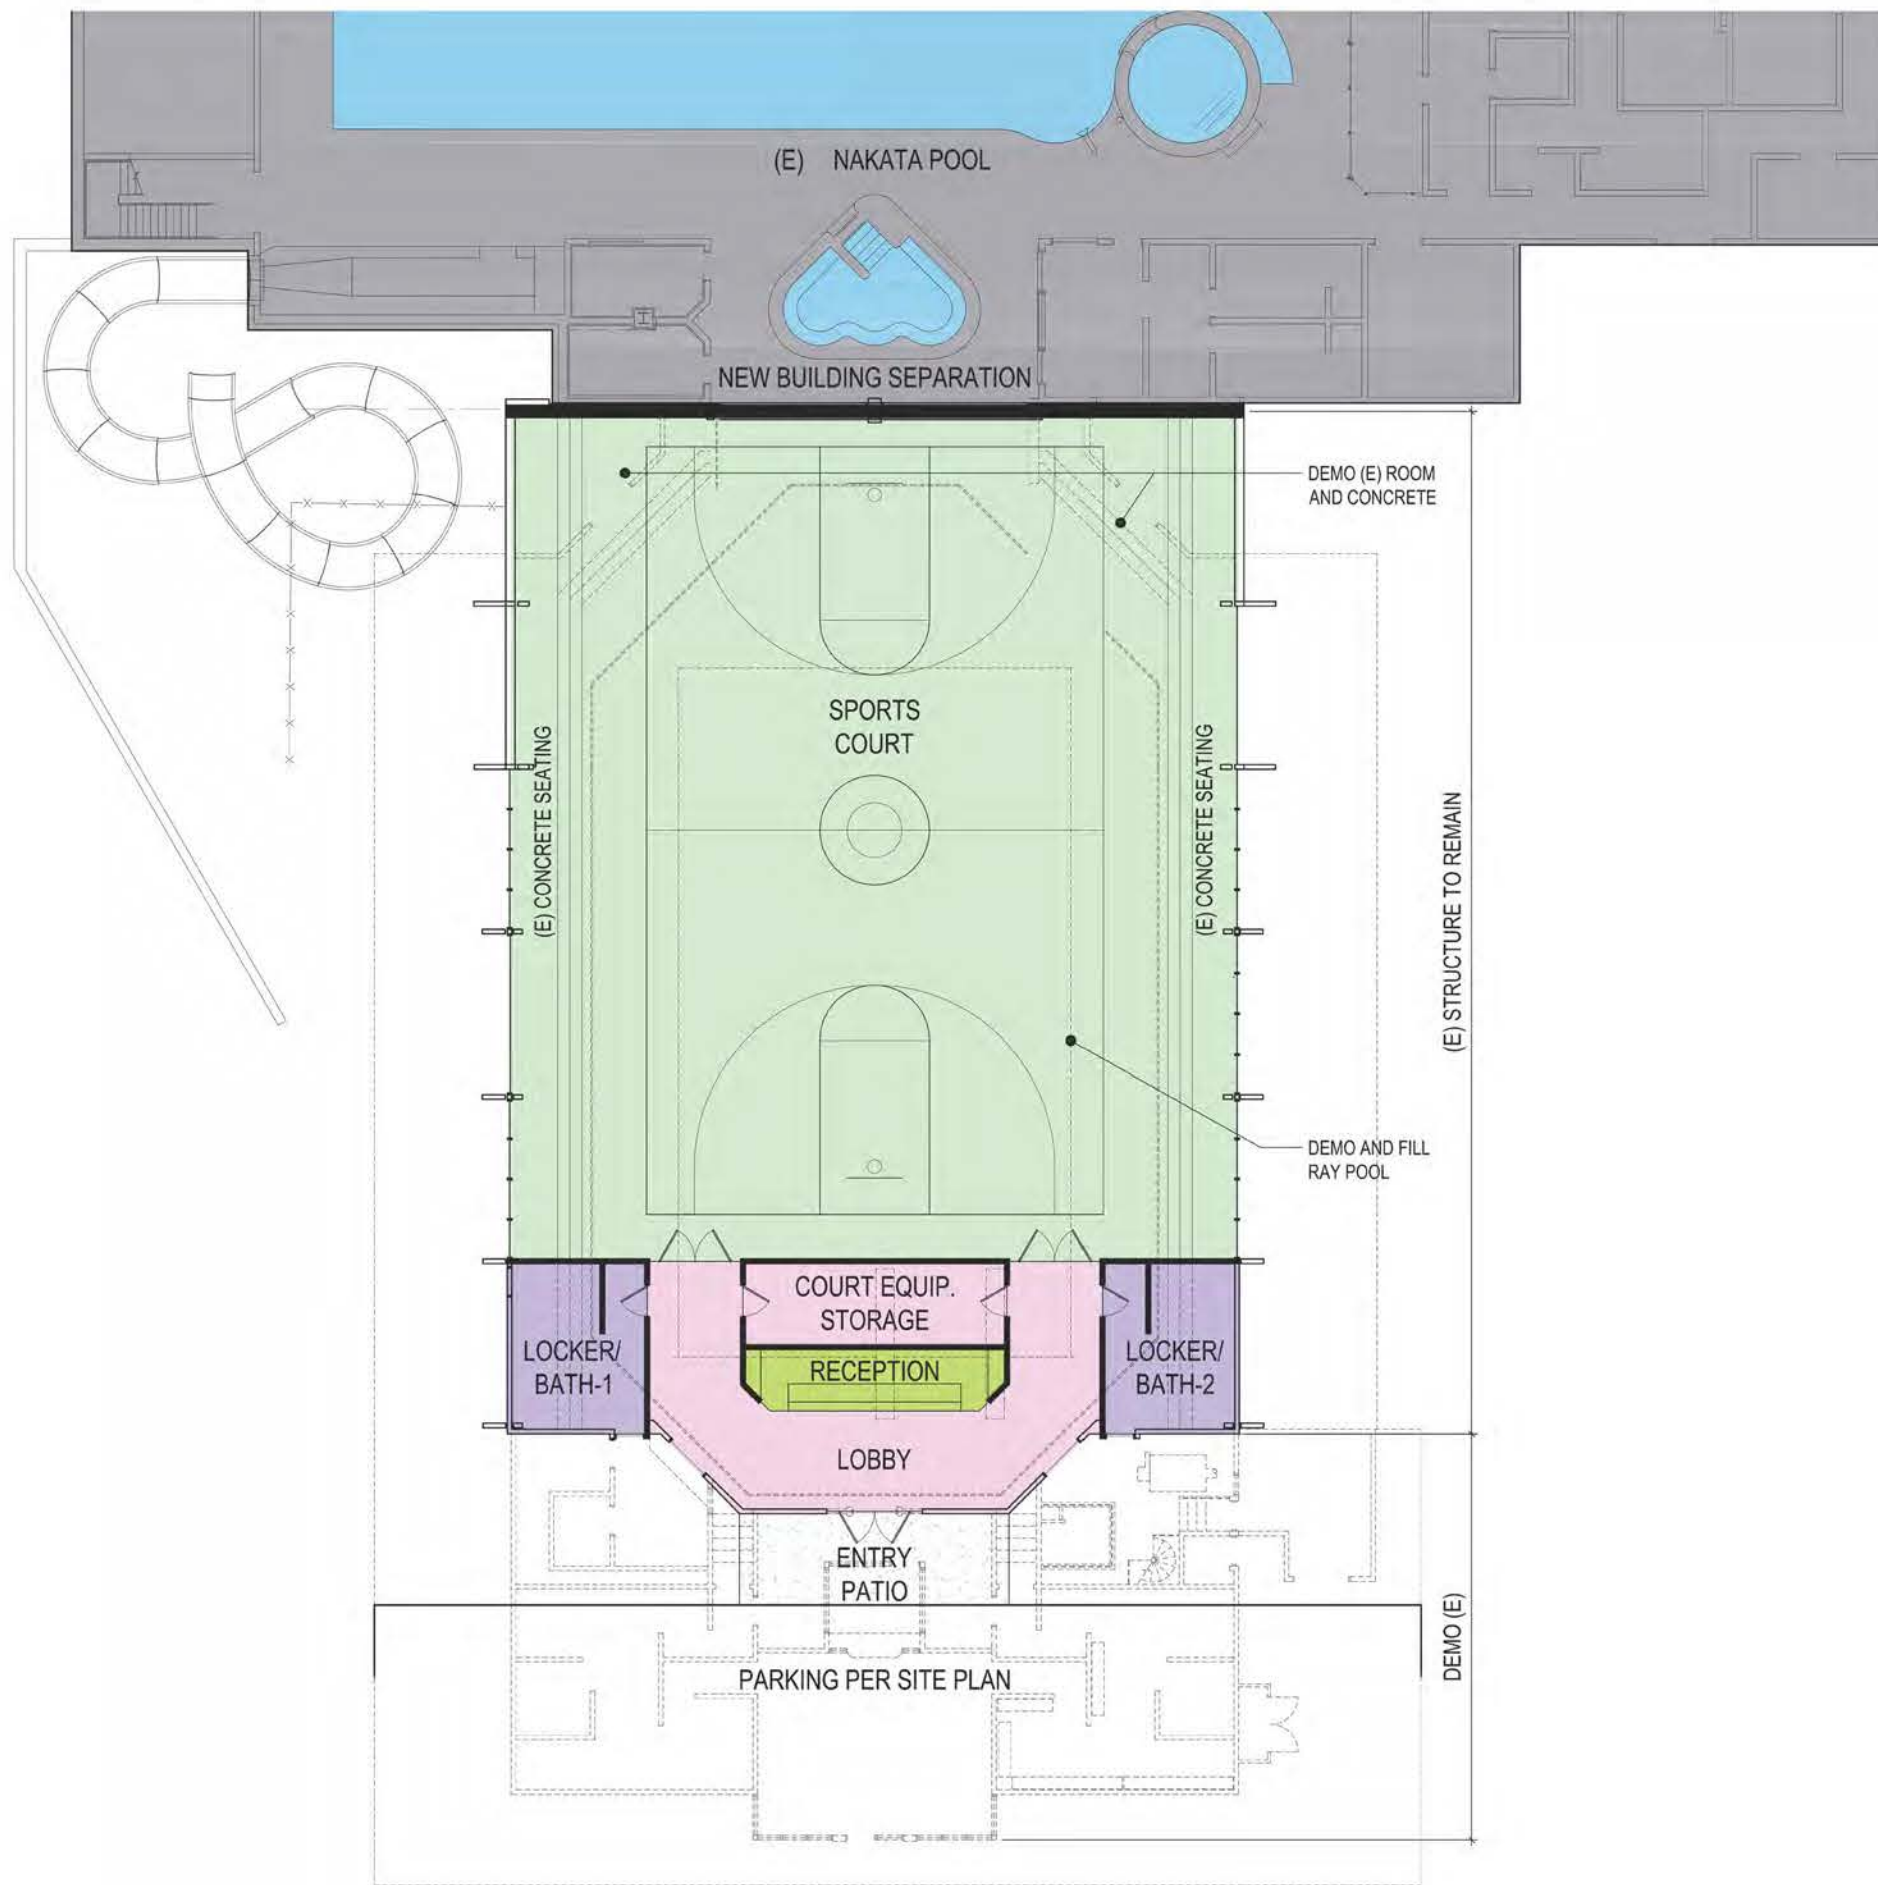 (E) NAKATA POOL
NEW BUILDING SEPARATION
DEMO (E) ROOM
AND CONCRETE
SPORTS
COURT
(E) CONCRETE SEATING
(E) CONCRETE SEATING
(E) STRUCTURE TO REMAIN
DEMO AND FILL
RAY POOL
COURT EQUIP.
STORAGE
LOCKER/
BATH-1
RECEPTION
LOCKER/
BATH-2
LOBBY
ENTRY
PATIO
DEMO (E)
PARKING PER SITE PLAN